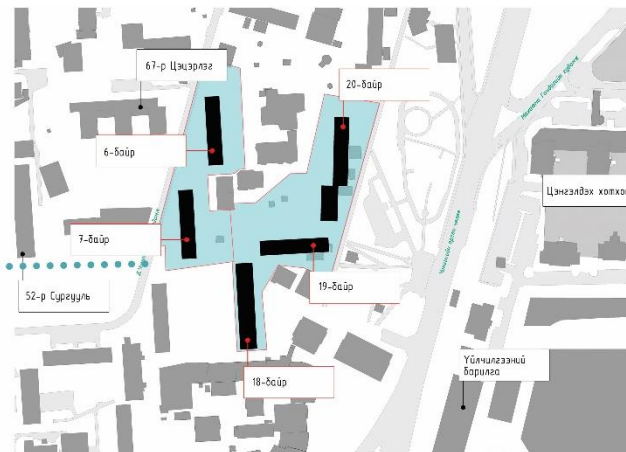 67-р Цэцэрлэг
20-байр
6-байр
Цэнгэлдэх хотхон
7-байр
52-р Сургууль
19-байр
18-байр
Үйлчилгээний
барилга